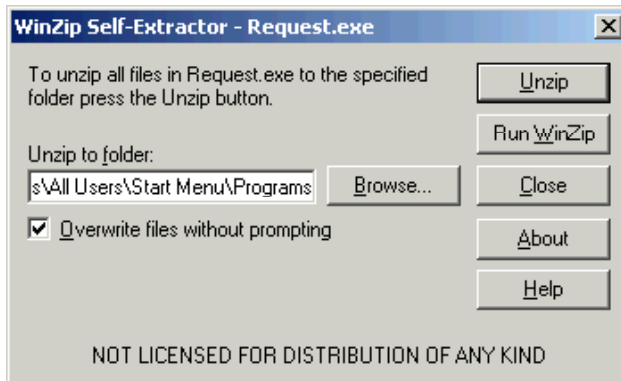 WinZip Self-Extractor - Request.exe
To unzip all files in Request.exe to the specified
folder press the Unzip button.
Unzip
Run WinZip
Unzip to folder:
s\All Users\Start Menu\Programs
Browse...
Close
Overwrite files without prompting
About
Help
NOT LICENSED FOR DISTRIBUTION OF ANY KIND